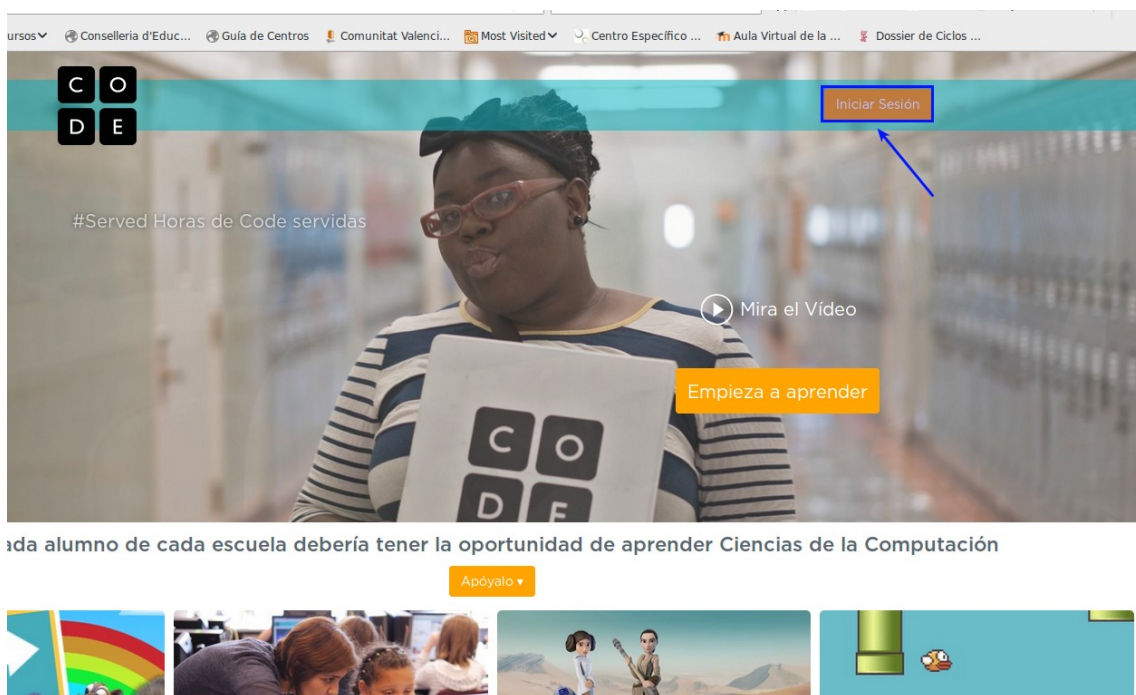 ursos
Conselleria d'Educ...
Guía de Centros
Comunitat Valenci...
Most Visited
Centro Específico ...
Aula Virtual de la ...
Dossier de Ciclos ...
C O
D E
Iniciar Sesión
#Served Horas de Code servidas
Mira el Vídeo
Empieza a aprender
C O
D E
ada alumno de cada escuela debería tener la oportunidad de aprender Ciencias de la Computación
Apóyalo ▾